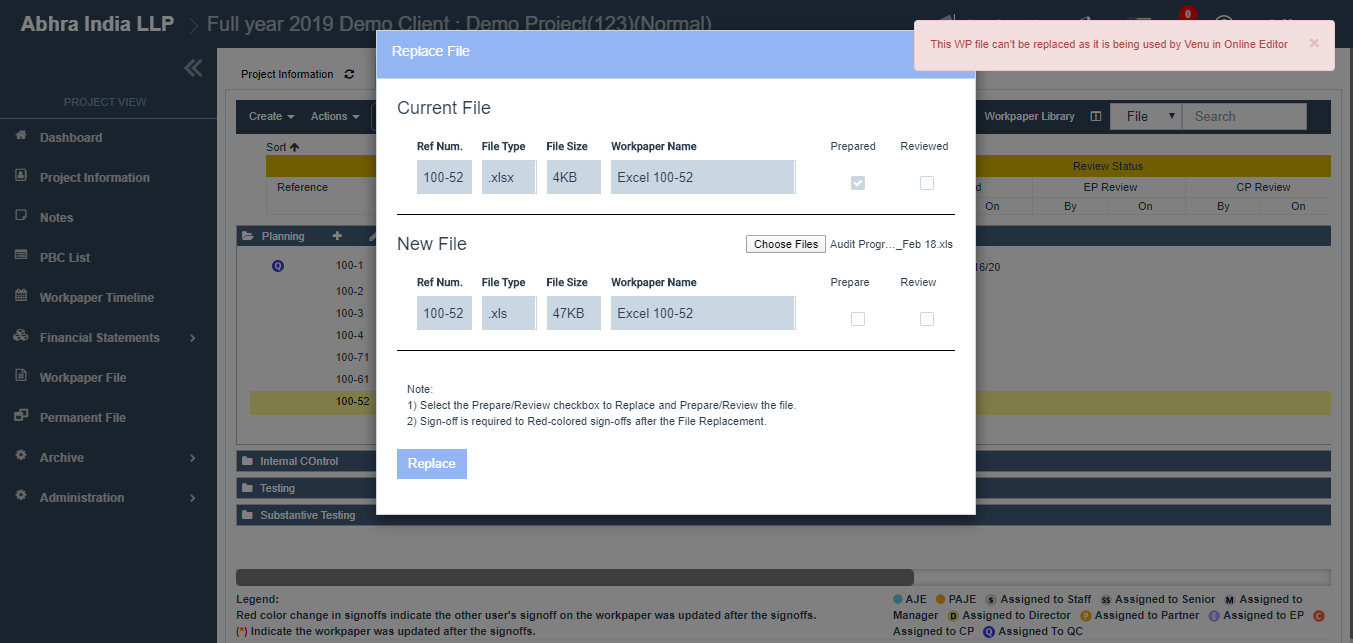 Abhra India LLP
Full year 2019 Demo Client : Demo Project(123)(Normal)
0
This WP file can't be replaced as it is being used by Venu in Online Editor ×
PROJECT VIEW
Dashboard
Project Information
Notes
PBC List
Workpaper Timeline
Financial Statements
Workpaper File
Permanent File
Archive
Administration
Project Information
Create Actions
Workpaper Library File Search
Sort
Review Status
Reference
EP Review CP Review
On By On By On
Planning
Q 100-1
16/20
100-2
100-3
100-4
100-71
100-61
100-52
Internal COntrol
Testing
Substantive Testing
Replace File
Current File
Ref Num. File Type File Size Workpaper Name Prepared Reviewed
100-52 .xlsx 4KB Excel 100-52
New File Choose Files Audit Progr..._Feb 18.xls
Ref Num. File Type File Size Workpaper Name Prepare Review
100-52 .xls 47KB Excel 100-52
Note:
1) Select the Prepare/Review checkbox to Replace and Prepare/Review the file.
2) Sign-off is required to Red-colored sign-offs after the File Replacement.
Replace
Legend:
Red color change in signoffs indicate the other user's signoff on the workpaper was updated after the signoffs.
(*) Indicate the workpaper was updated after the signoffs.
AJE PAJE S Assigned to Staff SS Assigned to Senior M Assigned to
Manager D Assigned to Director P Assigned to Partner E Assigned to EP C
Assigned to CP Q Assigned To QC